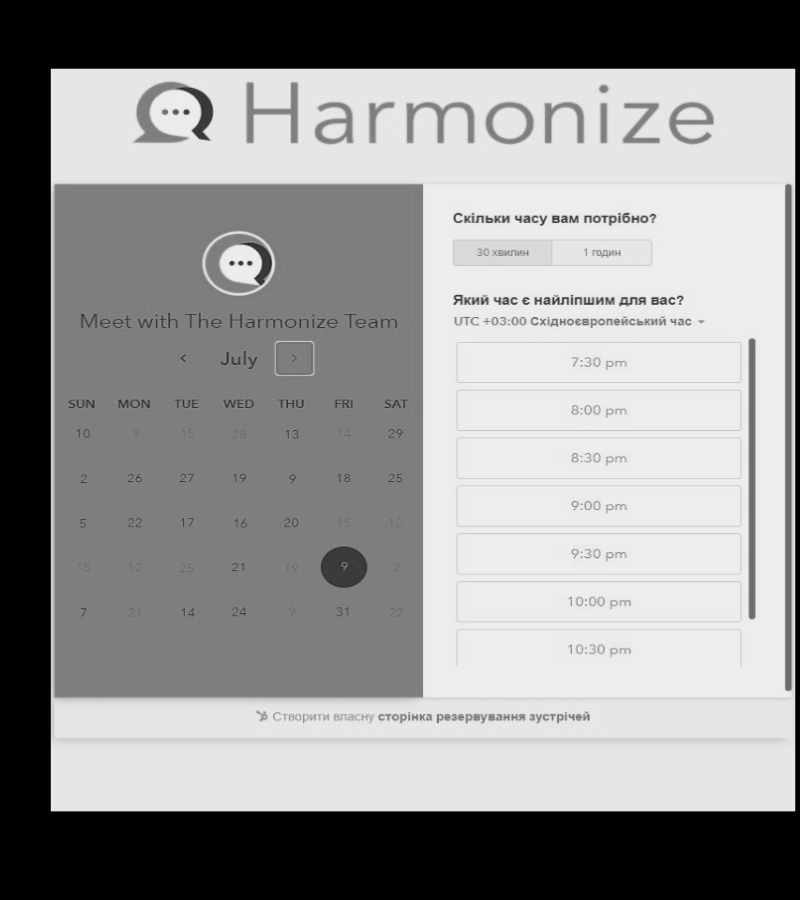 Harmonize
Meet with The Harmonize Team
July
SUN MON TUE WED THU FRI SAT
10 9 15 28 13 14 29
2 26 27 19 9 18 25
5 22 17 16 20 15 12
15 12 25 21 19 9 2
7 21 14 24 9 31 22
Скільки часу вам потрібно?
30 хвилин 1 годин
Який час є найліпшим для вас?
UTC +03:00 Східноєвропейський час
7:30 pm
8:00 pm
8:30 pm
9:00 pm
9:30 pm
10:00 pm
10:30 pm
Створити власну сторінка резервування зустрічей